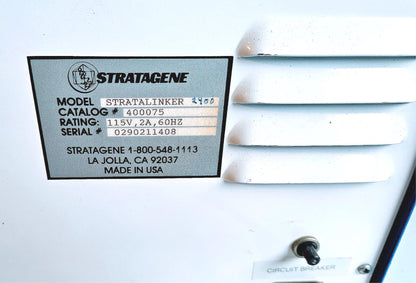 STRATAGENE
MODEL STRATALINKER 2400
CATALOG # 400075
RATING: 115V,2A,60HZ
SERIAL # 0290211408
STRATAGENE 1-800-548-1113
LA JOLLA, CA 92037
MADE IN USA
CIRCUIT BREAKER